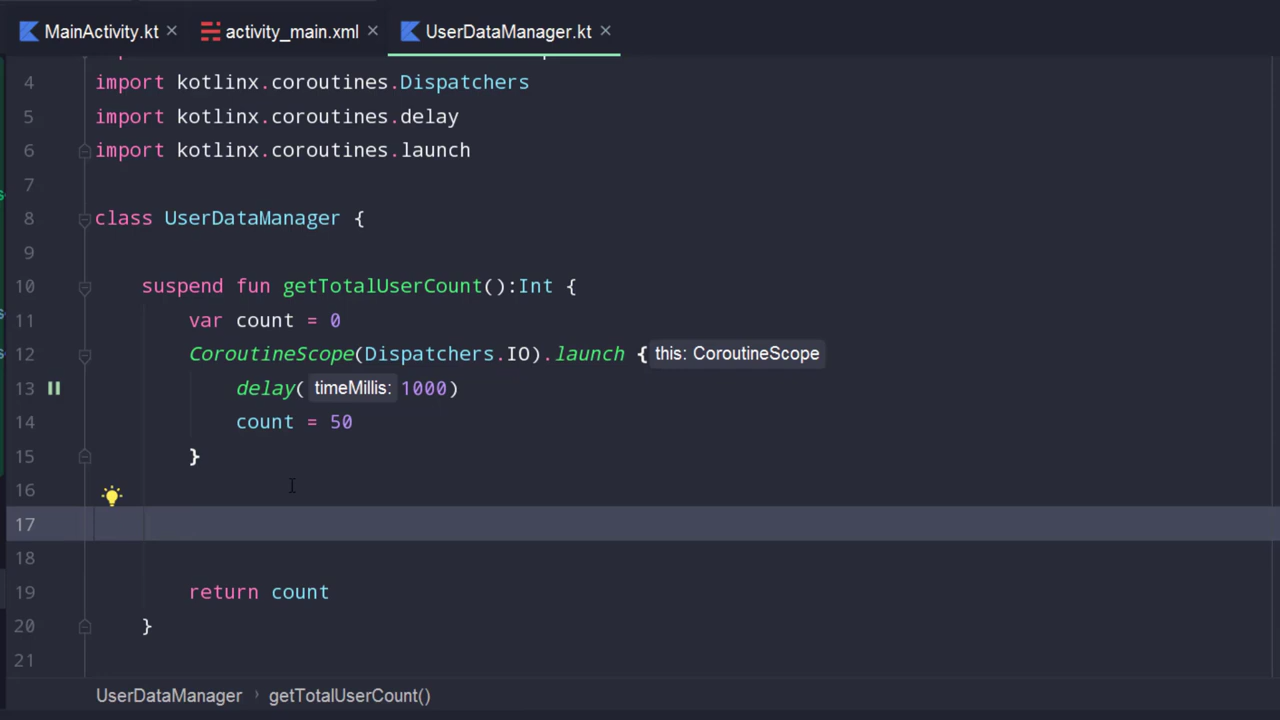 MainActivity.kt activity_main.xml UserDataManager.kt
4 import kotlinx.coroutines.Dispatchers
5 import kotlinx.coroutines.delay
6 import kotlinx.coroutines.launch
7
8 class UserDataManager {
9
10 suspend fun getTotalUserCount():Int {
11 var count = 0
12 CoroutineScope(Dispatchers.IO).launch { this: CoroutineScope
13 delay( timeMillis: 1000)
14 count = 50
15 }
16
17
18
19 return count
20 }
21
UserDataManager › getTotalUserCount()